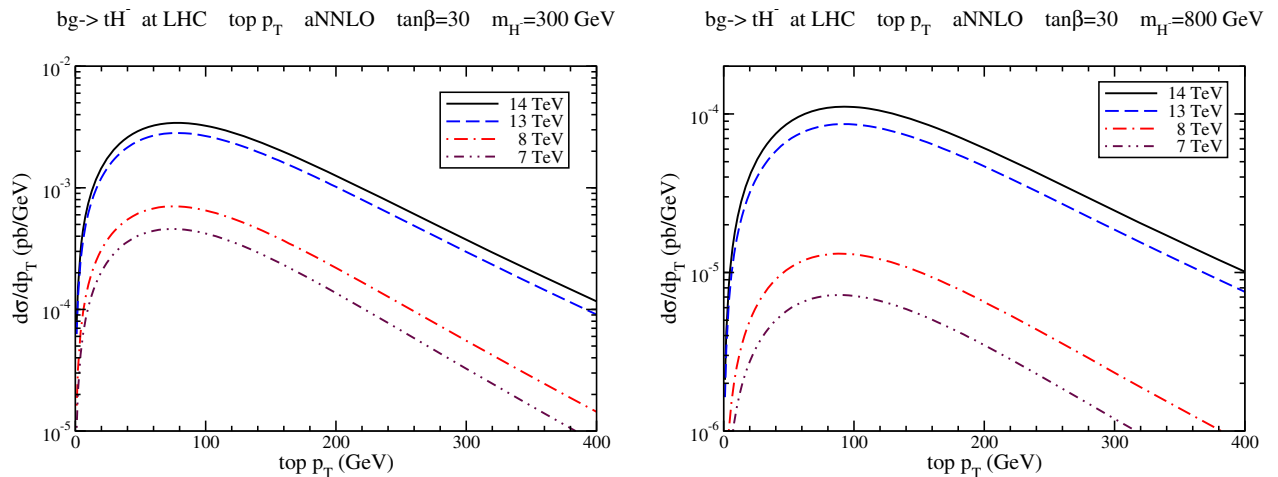 bg-> tH⁻ at LHC top p_T aNNLO tanβ=30 m_H⁻=300 GeV
10⁻²
10⁻³
10⁻⁴
10⁻⁵
dσ/dp_T (pb/GeV)
14 TeV
13 TeV
8 TeV
7 TeV
0 100 200 300 400
top p_T (GeV)
bg-> tH⁻ at LHC top p_T aNNLO tanβ=30 m_H⁻=800 GeV
10⁻⁴
10⁻⁵
10⁻⁶
dσ/dp_T (pb/GeV)
14 TeV
13 TeV
8 TeV
7 TeV
0 100 200 300 400
top p_T (GeV)